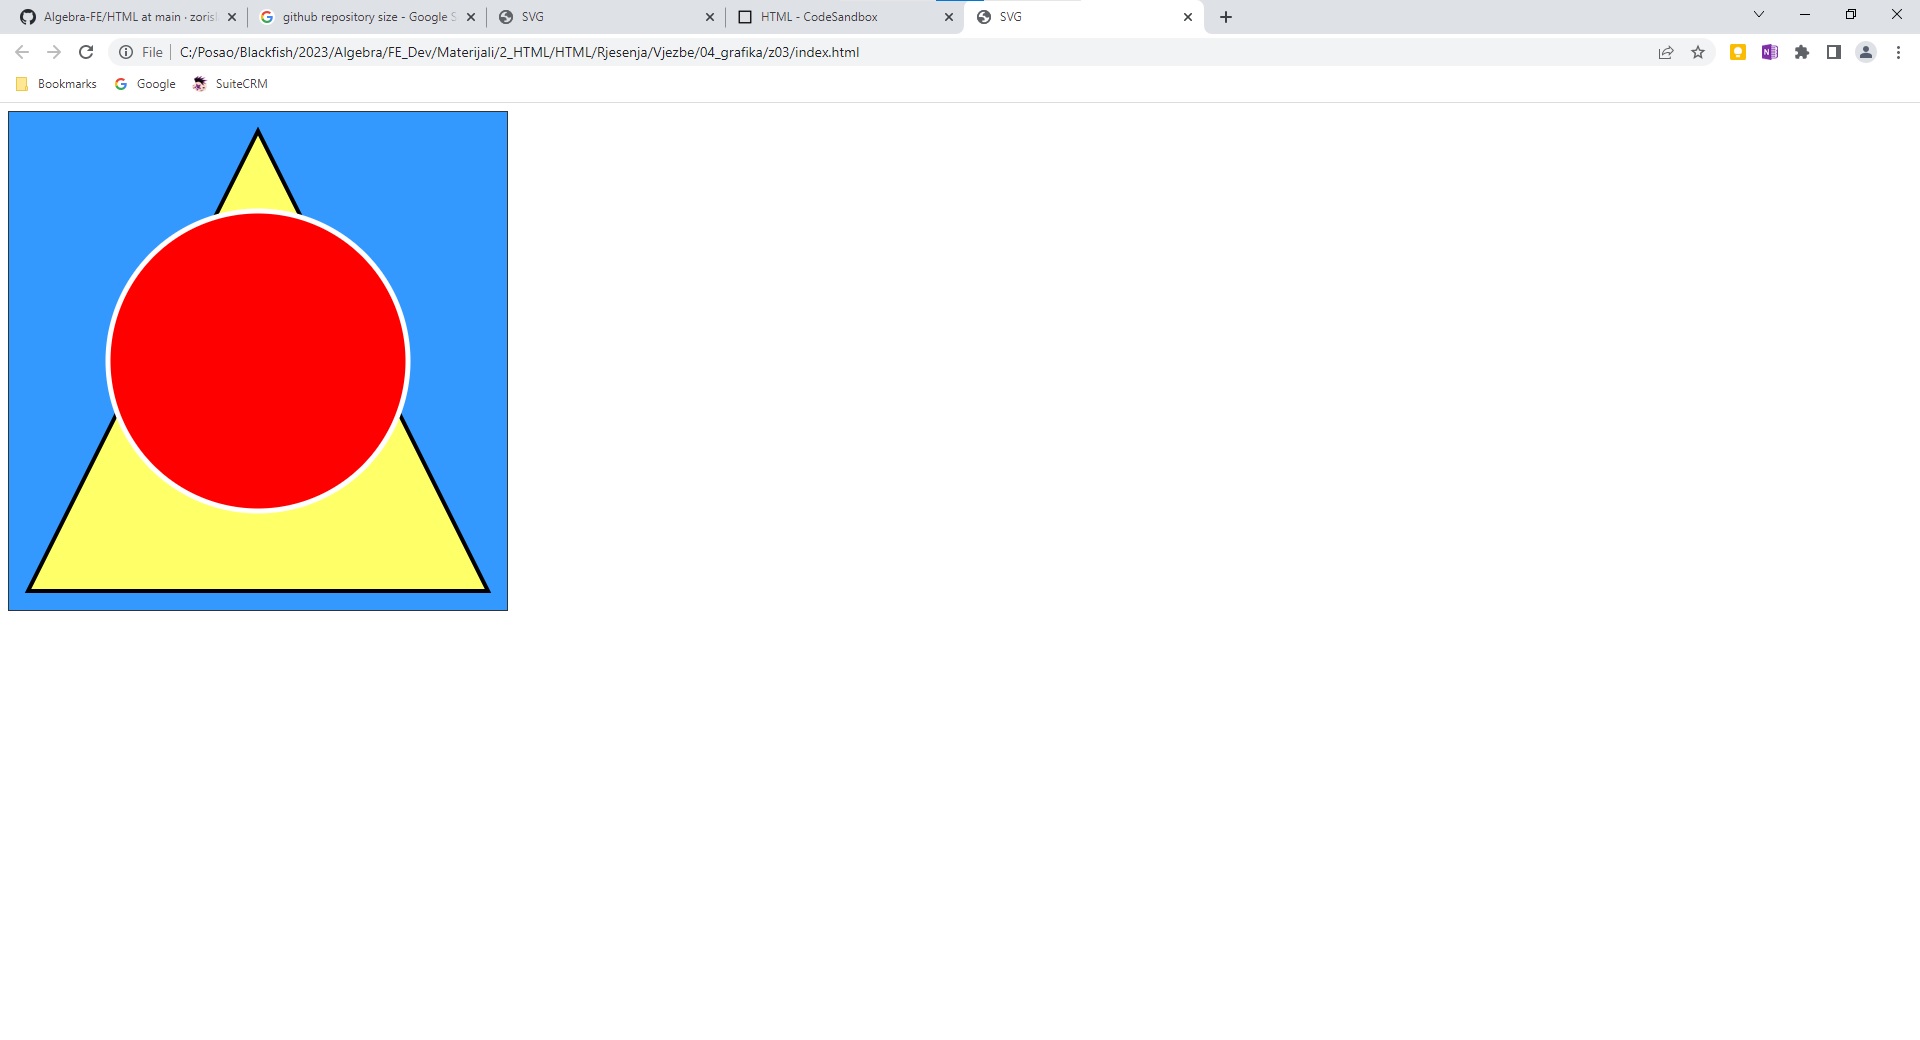 Algebra-FE/HTML at main · zorisl
github repository size - Google S
SVG
HTML - CodeSandbox
SVG
File
C:/Posao/Blackfish/2023/Algebra/FE_Dev/Materijali/2_HTML/HTML/Rjesenja/Vjezbe/04_grafika/z03/index.html
Bookmarks
Google
SuiteCRM